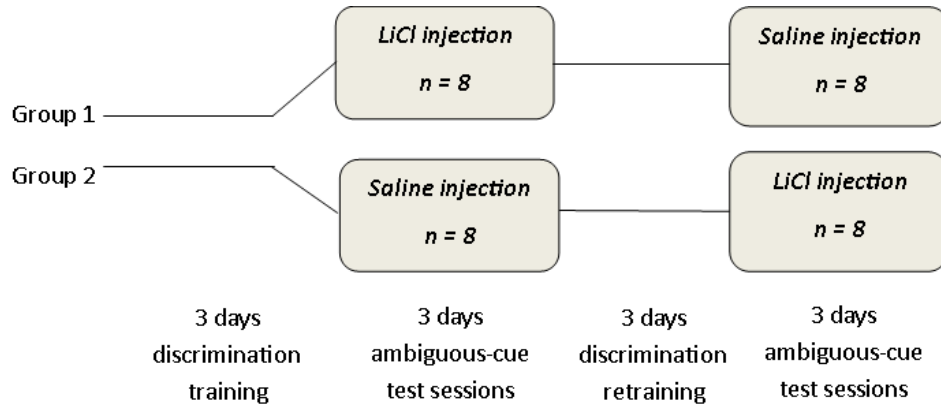 LiCl injection
n = 8
Saline injection
n = 8
Group 1
Group 2
Saline injection
n = 8
LiCl injection
n = 8
3 days
discrimination
training
3 days
ambiguous-cue
test sessions
3 days
discrimination
retraining
3 days
ambiguous-cue
test sessions